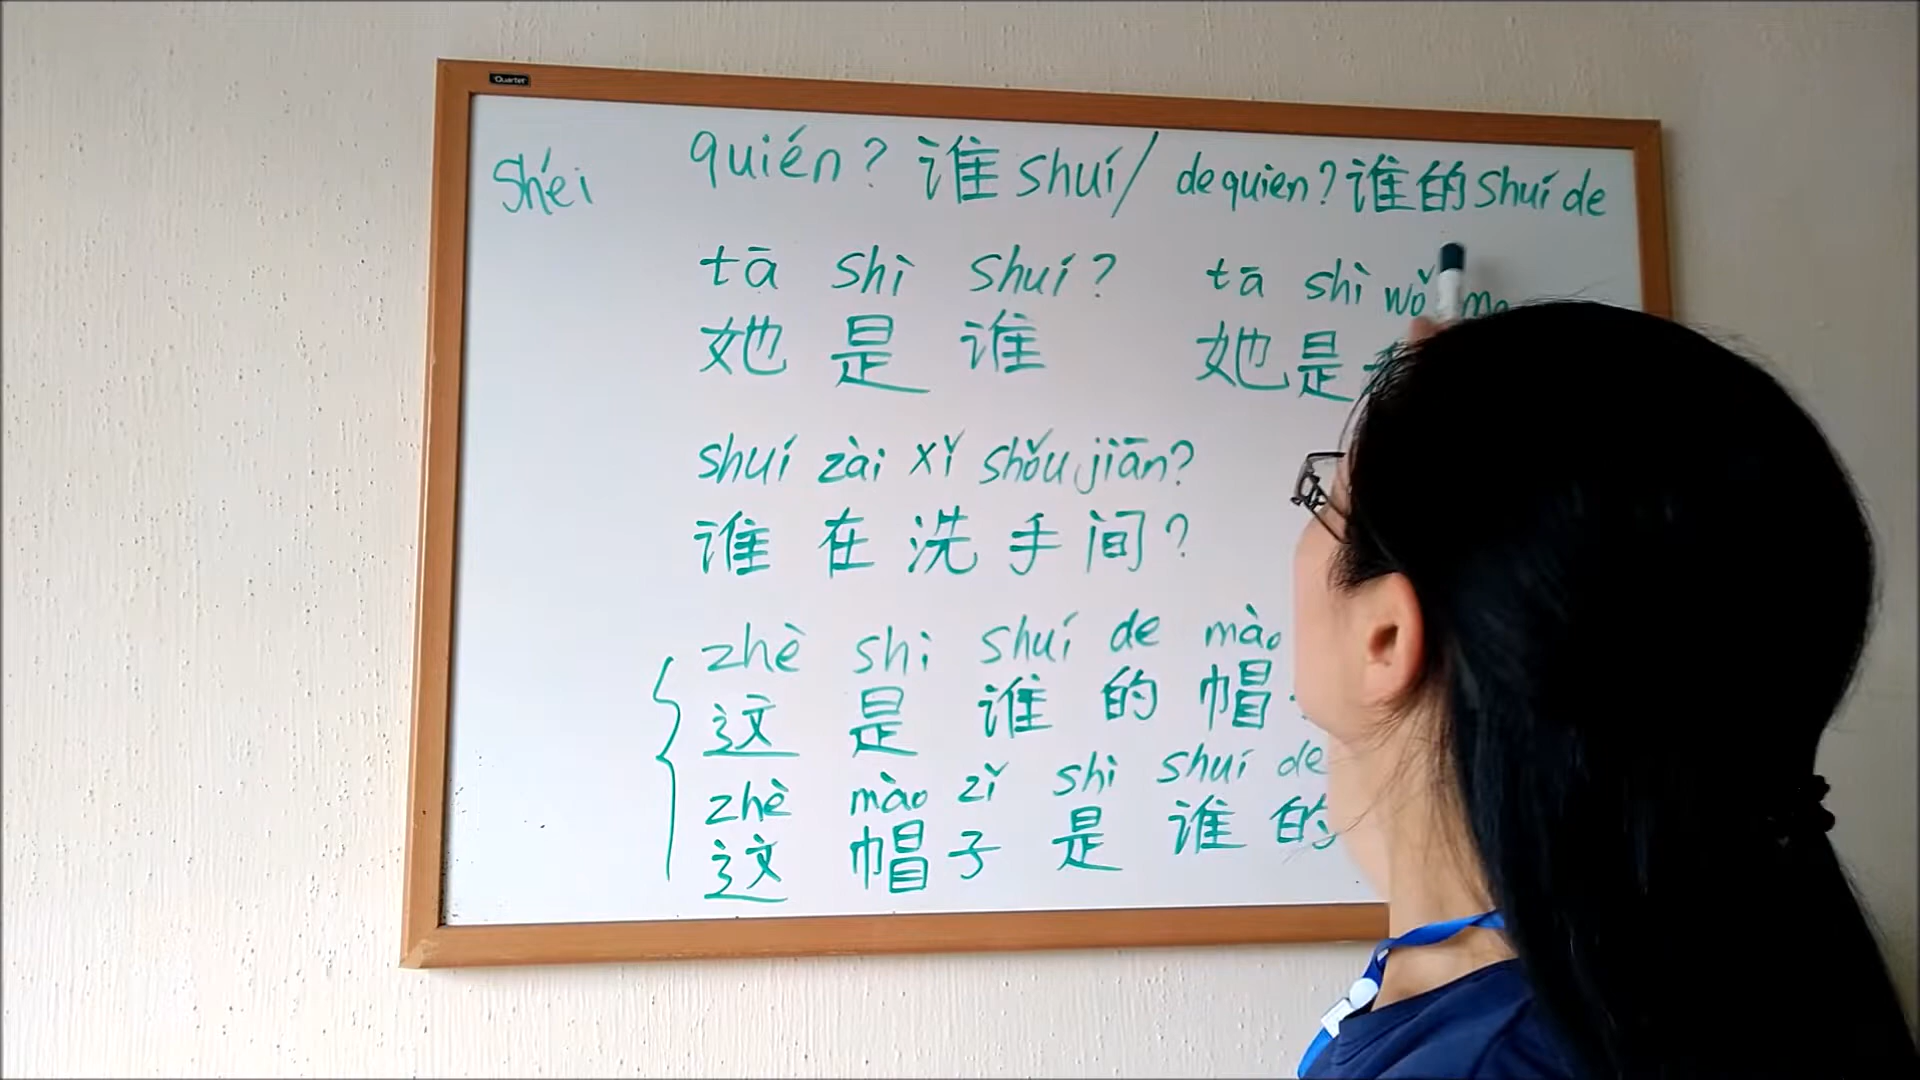 Quarter
Shéi quién? 谁 shuí/ de quien? 谁的 shuí de
tā shì shuí? tā shì wǒ
她 是 谁 她是
shuí zài xǐ shǒu jiān?
谁 在 洗 手 间?
zhè shì shuí de mào
这 是 谁 的 帽
zhè mào zǐ shì shuí de
这 帽 子 是 谁 的